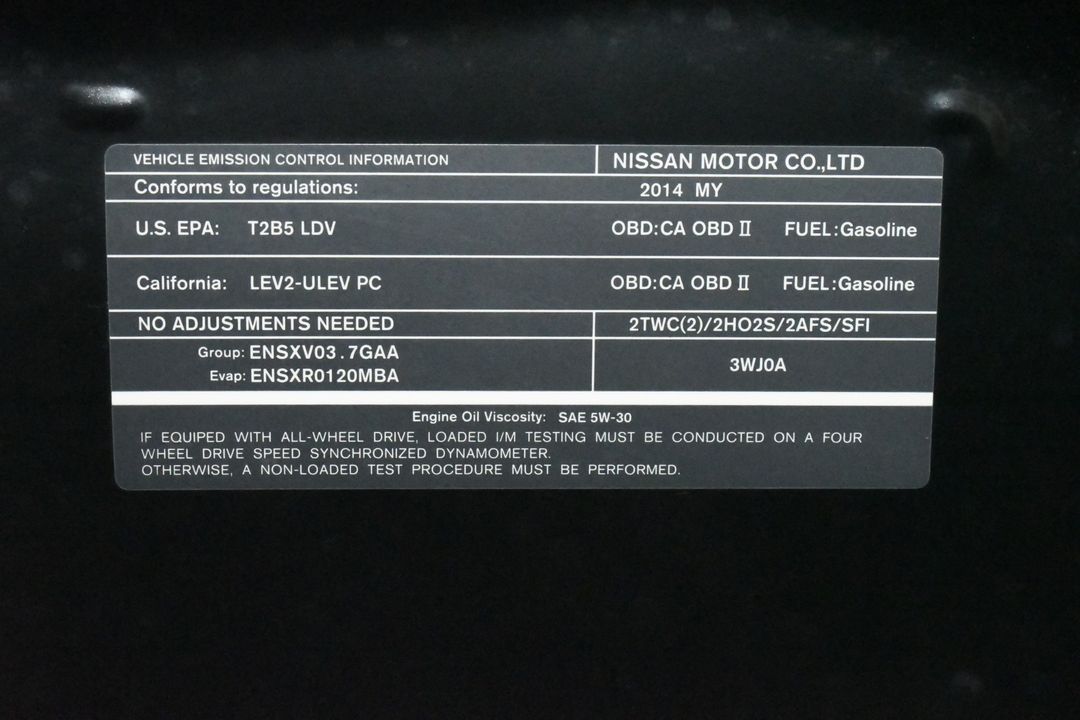 VEHICLE EMISSION CONTROL INFORMATION NISSAN MOTOR CO.,LTD
Conforms to regulations: 2014 MY
U.S. EPA: T2B5 LDV OBD:CA OBD II FUEL:Gasoline
California: LEV2-ULEV PC OBD:CA OBD II FUEL:Gasoline
NO ADJUSTMENTS NEEDED 2TWC(2)/2HO2S/2AFS/SFI
Group: ENSXV03.7GAA
Evap: ENSXR0120MBA
3WJ0A
Engine Oil Viscosity: SAE 5W-30
IF EQUIPED WITH ALL-WHEEL DRIVE, LOADED I/M TESTING MUST BE CONDUCTED ON A FOUR
WHEEL DRIVE SPEED SYNCHRONIZED DYNAMOMETER.
OTHERWISE, A NON-LOADED TEST PROCEDURE MUST BE PERFORMED.